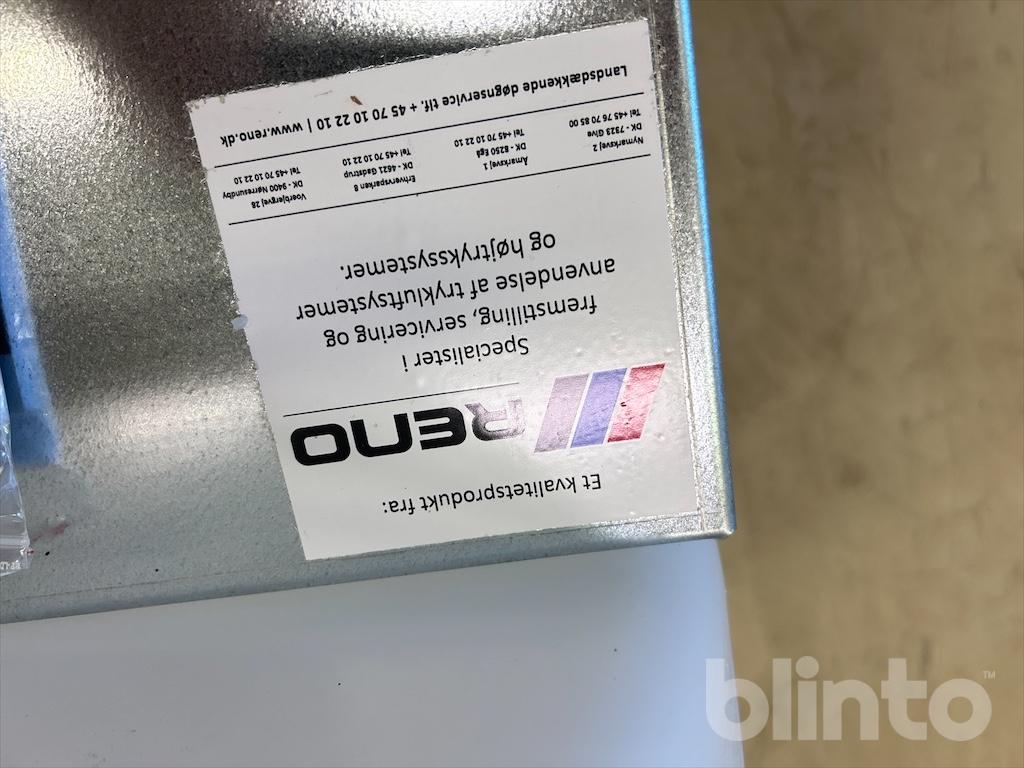 Et kvalitetsprodukt fra:
RENO
Specialister i
fremstilling, servicering og
anvendelse af trykluftsystemer
og højtrykssystemer.
Nymarksvej 2
DK - 7323 Give
Tel +45 76 70 85 00
Amarksvej 1
DK - 8250 Egå
Tel +45 70 10 22 10
Erhvervsparken 8
DK - 4621 Gadstrup
Tel +45 70 10 22 10
Voerbjergvej 28
DK - 9400 Nørresundby
Tel +45 70 10 22 10
Landsdækkende døgnservice tlf. + 45 70 10 22 10 | www.reno.dk
blinto™